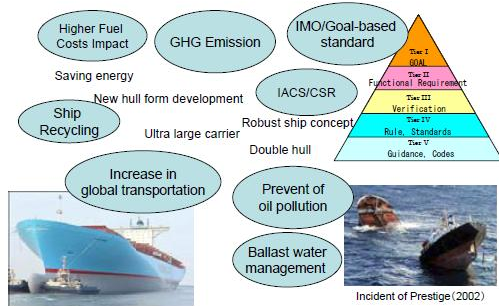 Higher Fuel
Costs Impact
GHG Emission
IMO/Goal-based
standard
Tier I
GOAL
Tier II
Functional Requirement
Tier III
Verification
Tier IV
Rule, Standards
Tier V
Guidance, Codes
Saving energy
New hull form development
IACS/CSR
Ship
Recycling
Robust ship concept
Ultra large carrier
Double hull
Increase in
global transportation
Prevent of
oil pollution
Ballast water
management
Incident of Prestige(2002)